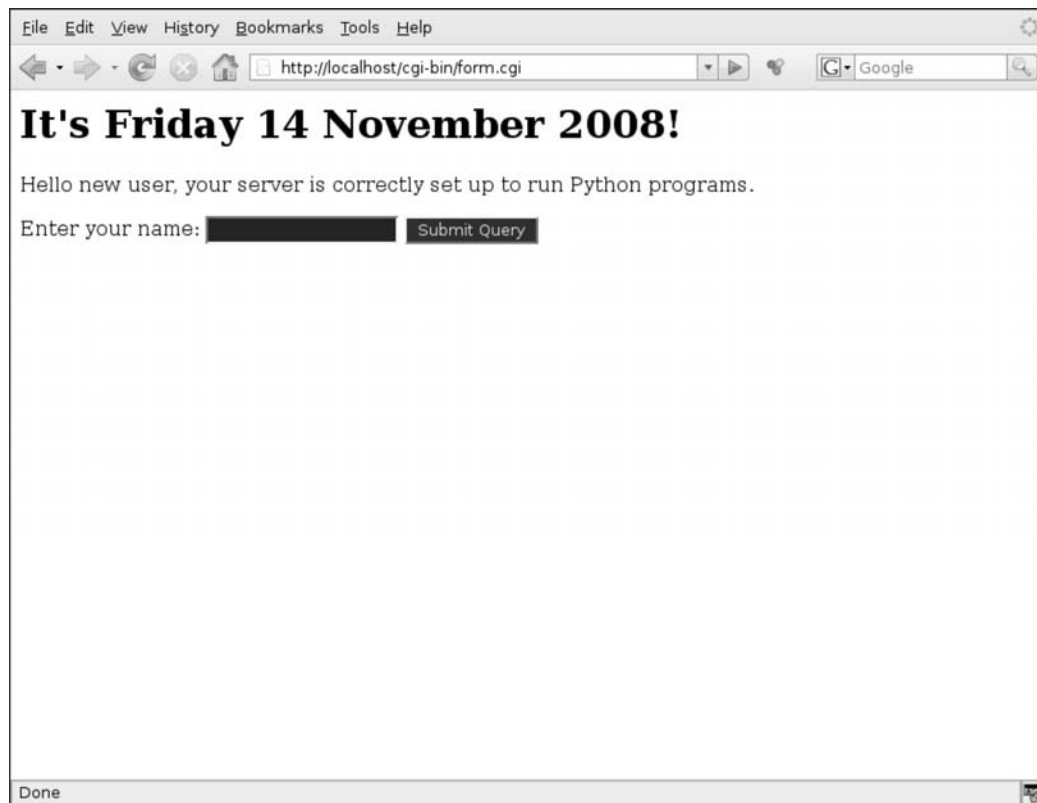 File Edit View History Bookmarks Tools Help
http://localhost/cgi-bin/form.cgi G Google
It's Friday 14 November 2008!
Hello new user, your server is correctly set up to run Python programs.
Enter your name: Submit Query
Done